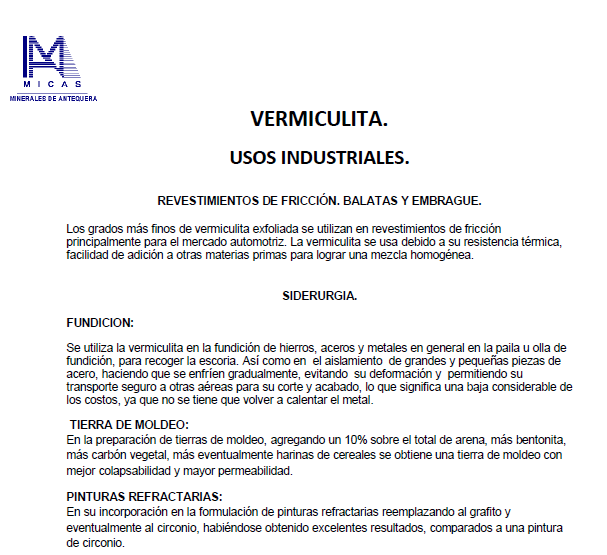 MA
MICAS
MINERALES DE ANTEQUERA
VERMICULITA.
USOS INDUSTRIALES.
REVESTIMIENTOS DE FRICCIÓN. BALATAS Y EMBRAGUE.
Los grados más finos de vermiculita exfoliada se utilizan en revestimientos de fricción
principalmente para el mercado automotriz. La vermiculita se usa debido a su resistencia térmica,
facilidad de adición a otras materias primas para lograr una mezcla homogénea.
SIDERURGIA.
FUNDICION:
Se utiliza la vermiculita en la fundición de hierros, aceros y metales en general en la paila u olla de
fundición, para recoger la escoria. Así como en el aislamiento de grandes y pequeñas piezas de
acero, haciendo que se enfríen gradualmente, evitando su deformación y permitiendo su
transporte seguro a otras aéreas para su corte y acabado, lo que significa una baja considerable de
los costos, ya que no se tiene que volver a calentar el metal.
TIERRA DE MOLDEO:
En la preparación de tierras de moldeo, agregando un 10% sobre el total de arena, más bentonita,
más carbón vegetal, más eventualmente harinas de cereales se obtiene una tierra de moldeo con
mejor colapsabilidad y mayor permeabilidad.
PINTURAS REFRACTARIAS:
En su incorporación en la formulación de pinturas refractarias reemplazando al grafito y
eventualmente al circonio, habiéndose obtenido excelentes resultados, comparados a una pintura
de circonio.